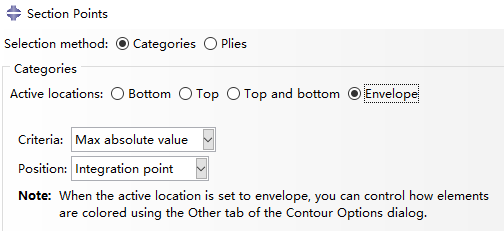 Section Points
Selection method: Categories Plies
Categories
Active locations: Bottom Top Top and bottom Envelope
Criteria: Max absolute value
Position: Integration point
Note: When the active location is set to envelope, you can control how elements
are colored using the Other tab of the Contour Options dialog.